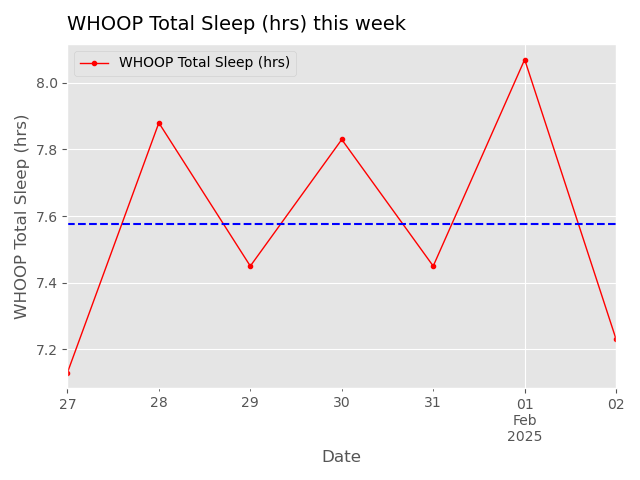 WHOOP Total Sleep (hrs) this week
WHOOP Total Sleep (hrs)
WHOOP Total Sleep (hrs)
8.0
7.8
7.6
7.4
7.2
27
28
29
30
31
01
02
Feb
2025
Date